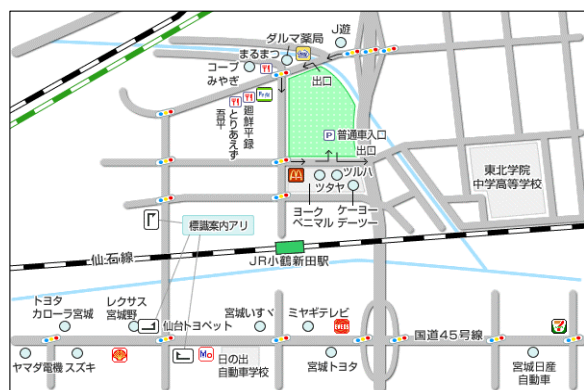 J遊
ダルマ薬局
まるまつ
コープ
みやぎ
出口
廻鮮平禄
とりあえず
吾平
P 普通車入口
出口
東北学院
中学高等学校
ツルハ
ツタヤ
ヨーク
ベニマル
ケーヨー
デーツー
標識案内アリ
仙石線
JR小鶴新田駅
トヨタ
カローラ宮城
レクサス
宮城野
仙台トヨペット
宮城いすゞ
ミヤギテレビ
国道45号線
ヤマダ電機
スズキ
Mo
日の出
自動車学校
宮城トヨタ
宮城日産
自動車
7